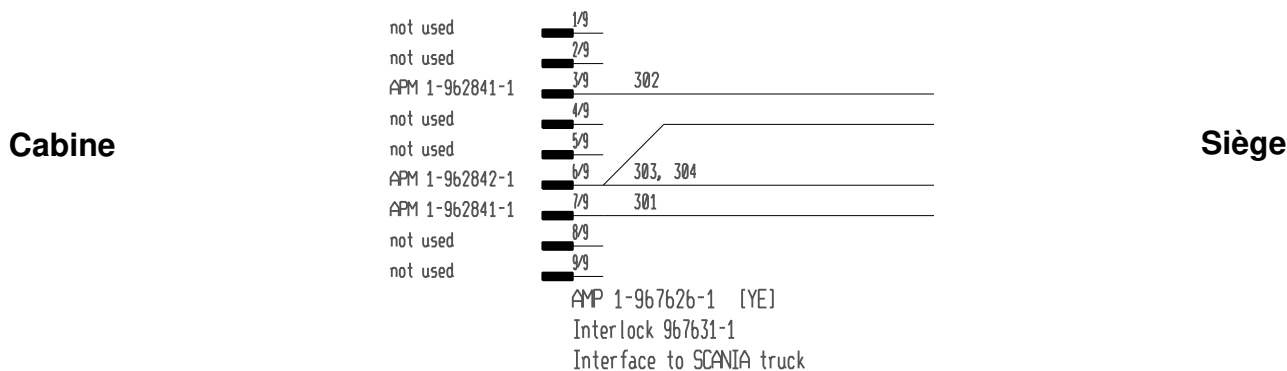 not used 1/9
not used 2/9
APM 1-962841-1 3/9 302
not used 4/9
Cabine
Siège
not used 5/9
APM 1-962842-1 6/9 303, 304
APM 1-962841-1 7/9 301
not used 8/9
not used 9/9
AMP 1-967626-1 [YE]
Interlock 967631-1
Interface to SCANIA truck